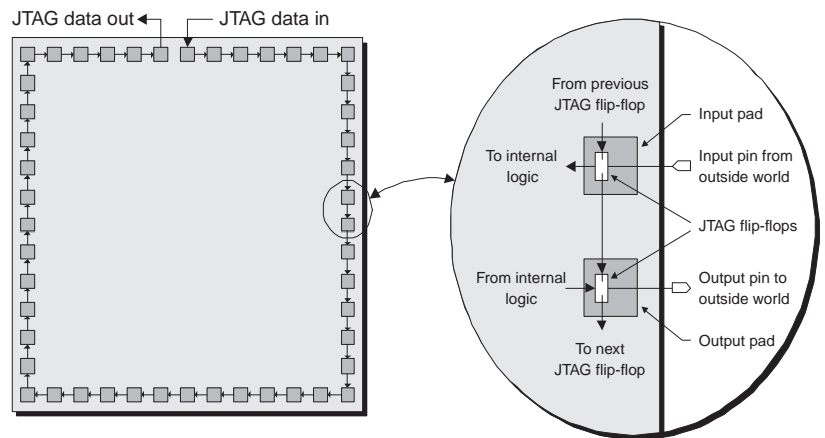 JTAG data out
JTAG data in
From previous
JTAG flip-flop
Input pad
To internal
logic
Input pin from
outside world
JTAG flip-flops
From internal
logic
Output pin to
outside world
Output pad
To next
JTAG flip-flop